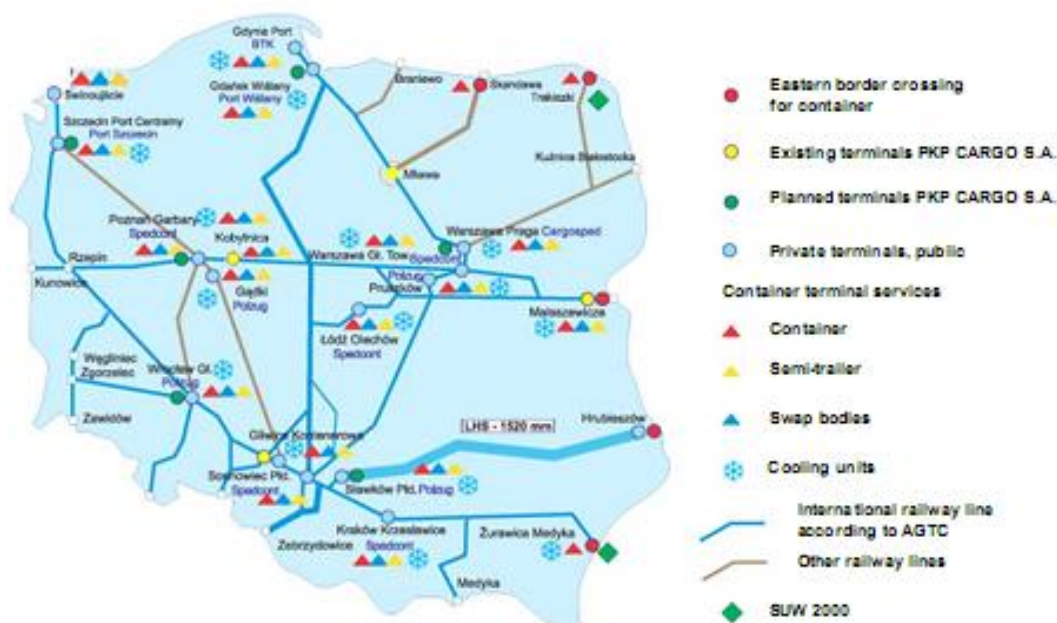 Gdynia Port
BTK
Gdańsk Wiślany
Port Wiślany
Braniewo
Skandawa
Trakiszki
Świnoujście
Szczecin Port Centralny
Port Szczecin
Kuźnica Białostocka
Mława
Poznań Garbary
Spedcont
Kobylnica
Warszawa Gł. Tow.
Spedcont
Warszawa Praga Cargosped
Rzepin
Kunowice
Gądki
Polzug
Polzug
Pruszków
Małaszewicze
Łódź Olechów
Spedcont
Węgliniec
Zgorzelec
Wrocław Gł.
Polzug
Zawidów
LHS - 1520 mm
Hrubieszów
Gliwice Kontenerowa
Sosnowiec Płd.
Spedcont
Sławków Płd. Polzug
Zebrzydowice
Kraków Krzesławice
Spedcont
Żurawica Medyka
Medyka
Eastern border crossing
for container
Existing terminals PKP CARGO S.A.
Planned terminals PKP CARGO S.A.
Private terminals, public
Container terminal services
Container
Semi-trailer
Swap bodies
Cooling units
International railway line
according to AGTC
Other railway lines
SUW 2000